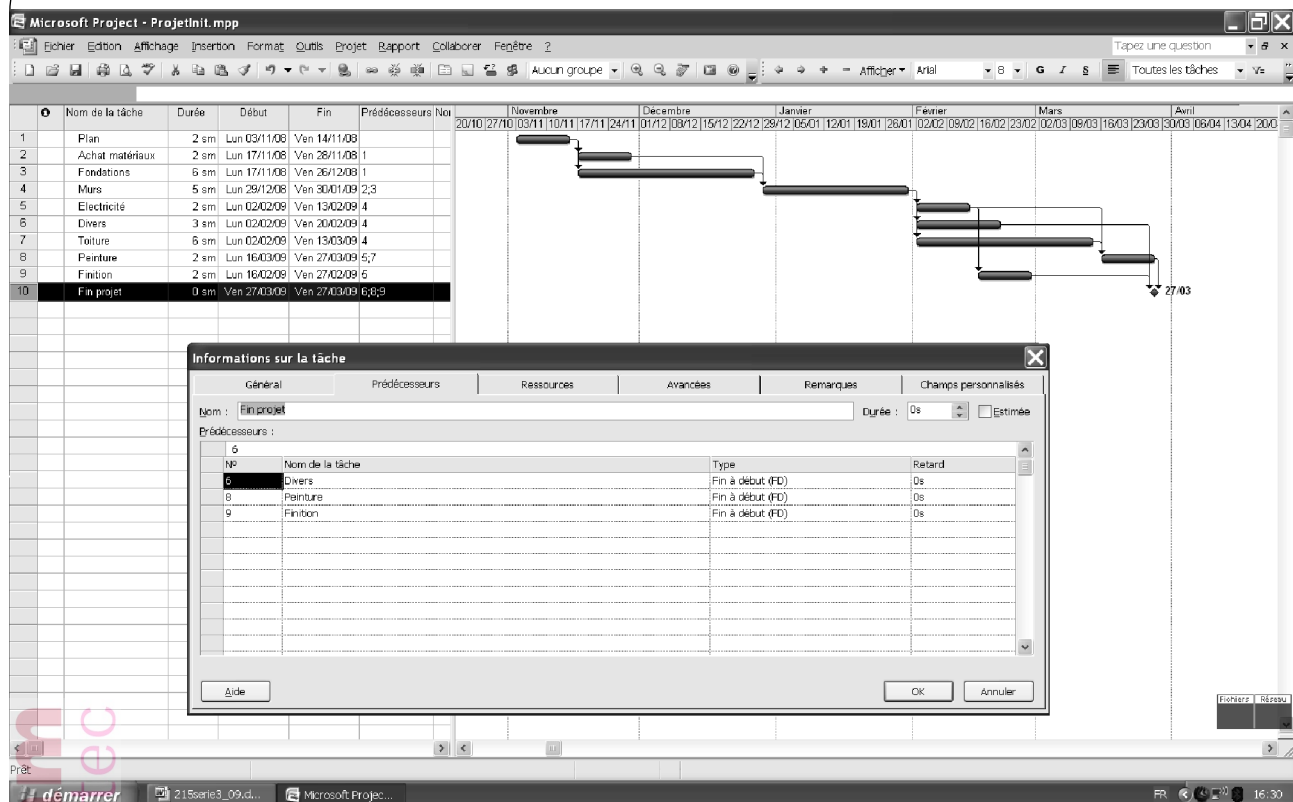 Microsoft Project - ProjetInit.mpp
Fichier Edition Affichage Insertion Format Outils Projet Rapport Collaborer Fenêtre ?
Tapez une question
Aucun groupe
Afficher
Arial
8
G I S
Toutes les tâches
Nom de la tâche Durée Début Fin Prédécesseurs Nor
Novembre Décembre Janvier Février Mars Avril
20/10 27/10 03/11 10/11 17/11 24/11 01/12 08/12 15/12 22/12 29/12 05/01 12/01 19/01 26/01 02/02 09/02 16/02 23/02 02/03 09/03 16/03 23/03 30/03 06/04 13/04 20/0
1 Plan 2 sm Lun 03/11/08 Ven 14/11/08
2 Achat matériaux 2 sm Lun 17/11/08 Ven 28/11/08 1
3 Fondations 6 sm Lun 17/11/08 Ven 26/12/08 1
4 Murs 5 sm Lun 29/12/08 Ven 30/01/09 2;3
5 Electricité 2 sm Lun 02/02/09 Ven 13/02/09 4
6 Divers 3 sm Lun 02/02/09 Ven 20/02/09 4
7 Toiture 6 sm Lun 02/02/09 Ven 13/03/09 4
8 Peinture 2 sm Lun 16/03/09 Ven 27/03/09 5;7
9 Finition 2 sm Lun 16/02/09 Ven 27/02/09 5
10 Fin projet 0 sm Ven 27/03/09 Ven 27/03/09 6;8;9
27/03
Informations sur la tâche
Général Prédécesseurs Ressources Avancées Remarques Champs personnalisés
Nom : Fin projet Durée : 0s Estimée
Prédécesseurs :
6
N° Nom de la tâche Type Retard
6 Divers Fin à début (FD) 0s
8 Peinture Fin à début (FD) 0s
9 Finition Fin à début (FD) 0s
Aide OK Annuler
Fichiers Réseau
Prêt
démarrer 215serie3_09.d... Microsoft Projec... FR 16:30